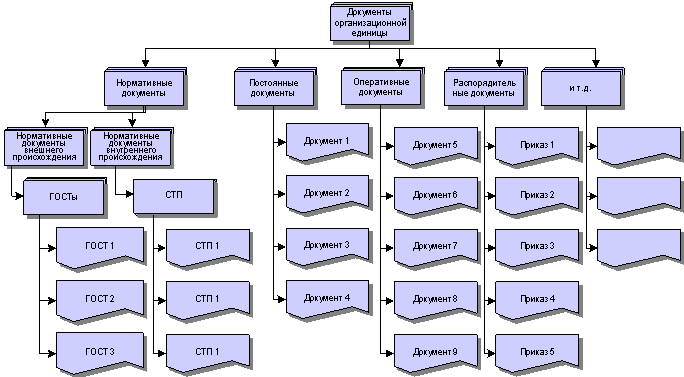 Документы
организационной
единицы
Нормативные
документы
Постоянные
документы
Оперативные
документы
Распорядитель
ные документы
и т.д.
Нормативные
документы
внешнего
происхождения
Нормативные
документы
внутреннего
происхождения
ГОСТы
СТП
ГОСТ 1
ГОСТ 2
ГОСТ 3
СТП 1
СТП 1
СТП 1
Документ 1
Документ 2
Документ 3
Документ 4
Документ 5
Документ 6
Документ 7
Документ 8
Документ 9
Приказ 1
Приказ 2
Приказ 3
Приказ 4
Приказ 5